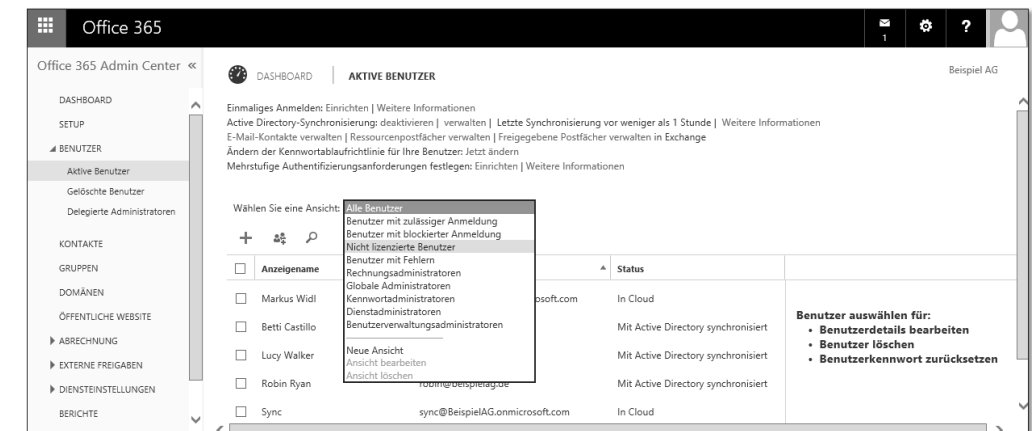 Office 365
1
?
Office 365 Admin Center «
DASHBOARD
SETUP
BENUTZER
Aktive Benutzer
Gelöschte Benutzer
Delegierte Administratoren
KONTAKTE
GRUPPEN
DOMÄNEN
ÖFFENTLICHE WEBSITE
ABRECHNUNG
EXTERNE FREIGABEN
DIENSTEINSTELLUNGEN
BERICHTE
DASHBOARD | AKTIVE BENUTZER
Beispiel AG
Einmaliges Anmelden: Einrichten | Weitere Informationen
Active Directory-Synchronisierung: deaktivieren | verwalten | Letzte Synchronisierung vor weniger als 1 Stunde | Weitere Informationen
E-Mail-Kontakte verwalten | Ressourcenpostfächer verwalten | Freigegebene Postfächer verwalten in Exchange
Ändern der Kennwortablaufrichtlinie für Ihre Benutzer: Jetzt ändern
Mehrstufige Authentifizierungsanforderungen festlegen: Einrichten | Weitere Informationen
Wählen Sie eine Ansicht: Alle Benutzer
Benutzer mit zulässiger Anmeldung
Benutzer mit blockierter Anmeldung
Nicht lizenzierte Benutzer
Benutzer mit Fehlern
Rechnungsadministratoren
Globale Administratoren
Kennwortadministratoren
Dienstadministratoren
Benutzerverwaltungsadministratoren
Neue Ansicht
Ansicht bearbeiten
Ansicht löschen
Anzeigename Status
Markus Widl osoft.com In Cloud
Betti Castillo Mit Active Directory synchronisiert
Lucy Walker Mit Active Directory synchronisiert
Robin Ryan robin@beispielag.de Mit Active Directory synchronisiert
Sync sync@BeispielAG.onmicrosoft.com In Cloud
Benutzer auswählen für:
• Benutzerdetails bearbeiten
• Benutzer löschen
• Benutzerkennwort zurücksetzen